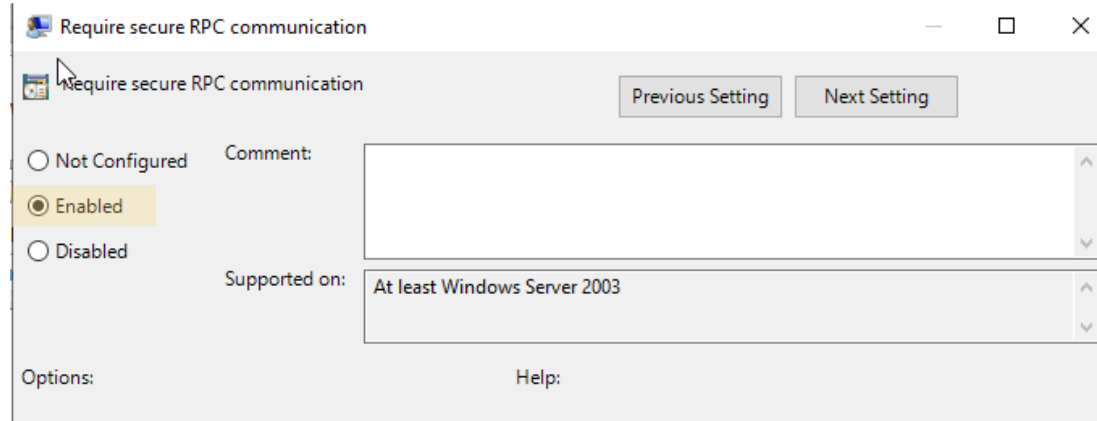 Require secure RPC communication
Require secure RPC communication
Previous Setting
Next Setting
Not Configured
Comment:
Enabled
Disabled
Supported on:
At least Windows Server 2003
Options:
Help: